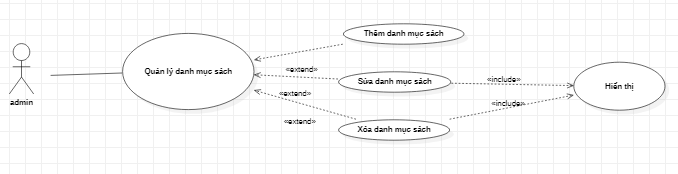 Thêm danh mục sách
Quản lý danh mục sách
«extend»
Sửa danh mục sách
«include»
Hiển thị
admin
«extend»
«include»
«extend»
Xóa danh mục sách